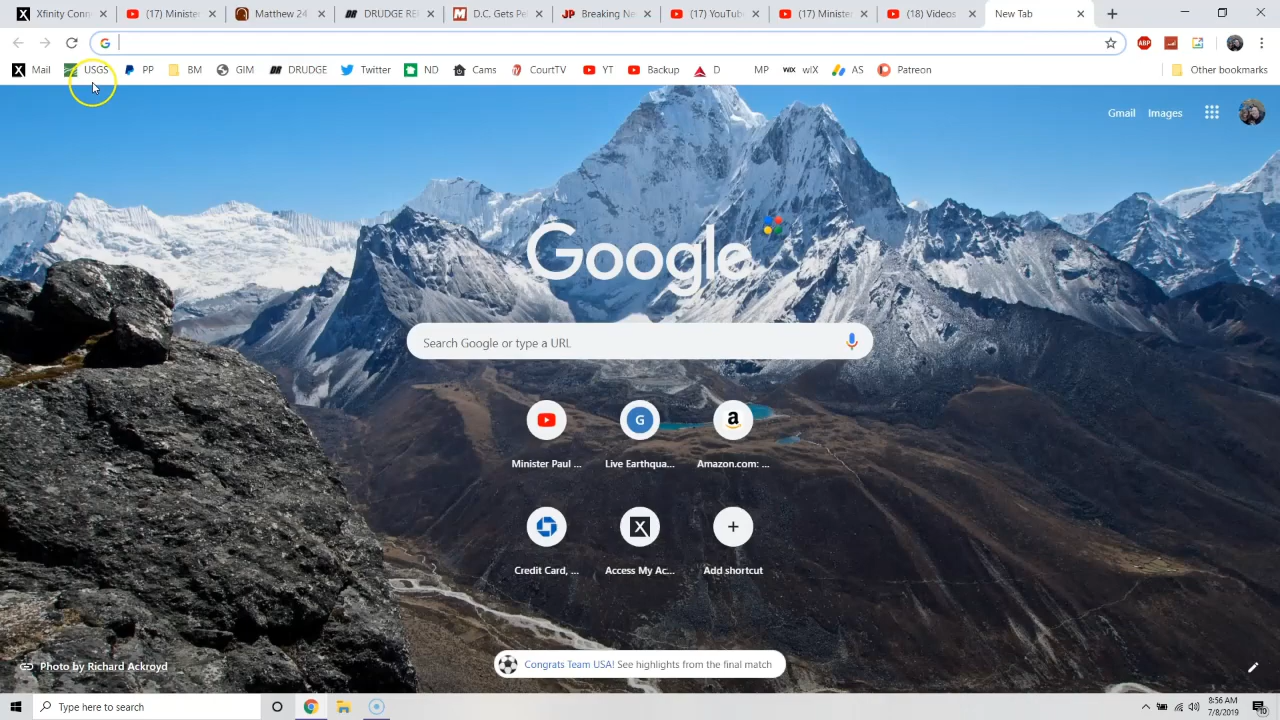 Xfinity Conn
(17) Minister
Matthew 24
DRUDGE RE
D.C. Gets Pe
Breaking Ne
(17) YouTub
(17) Minister
(18) Videos
New Tab
Mail
USGS
PP
BM
GIM
DRUDGE
Twitter
ND
Cams
CourtTV
YT
Backup
D
MP
wIX
AS
Patreon
Other bookmarks
Gmail
Images
Google
Search Google or type a URL
Minister Paul ...
Live Earthqua...
Amazon.com: ...
Credit Card, ...
Access My Ac...
Add shortcut
Photo by Richard Ackroyd
Congrats Team USA! See highlights from the final match
Type here to search
8:56 AM
7/8/2019